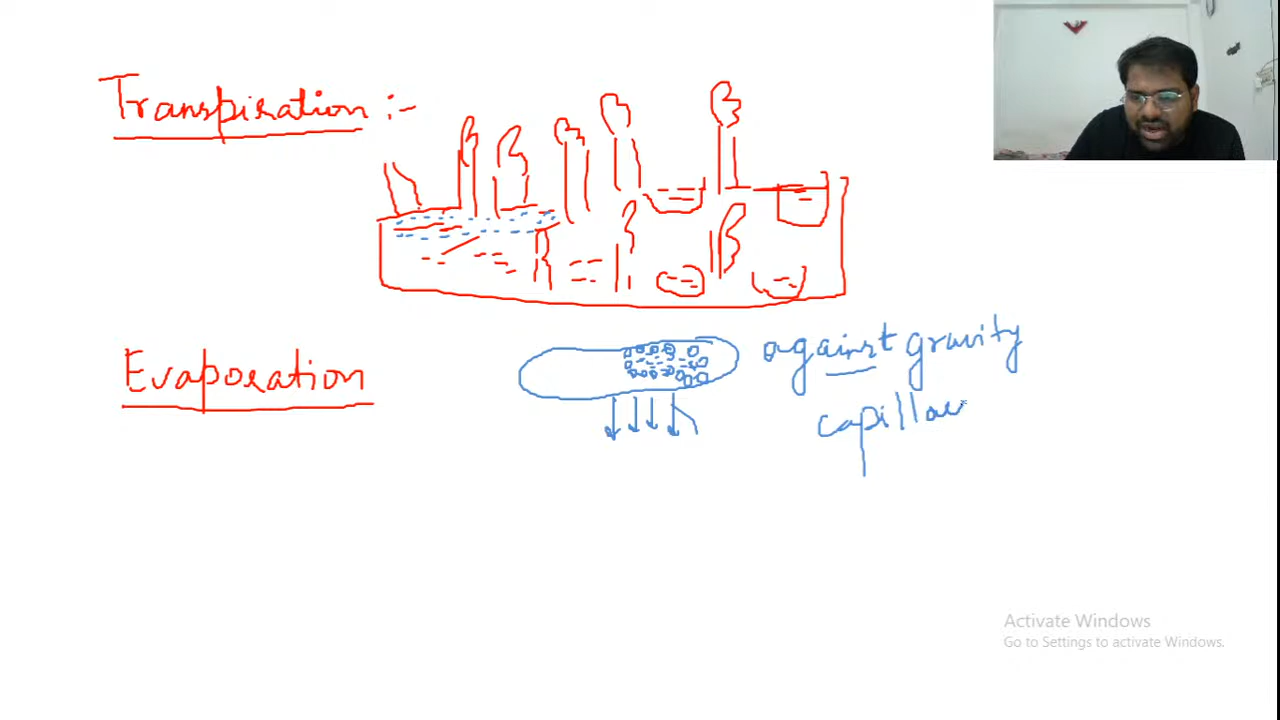 Transpiration :-
Evaporation
against gravity
capillar
Activate Windows
Go to Settings to activate Windows.